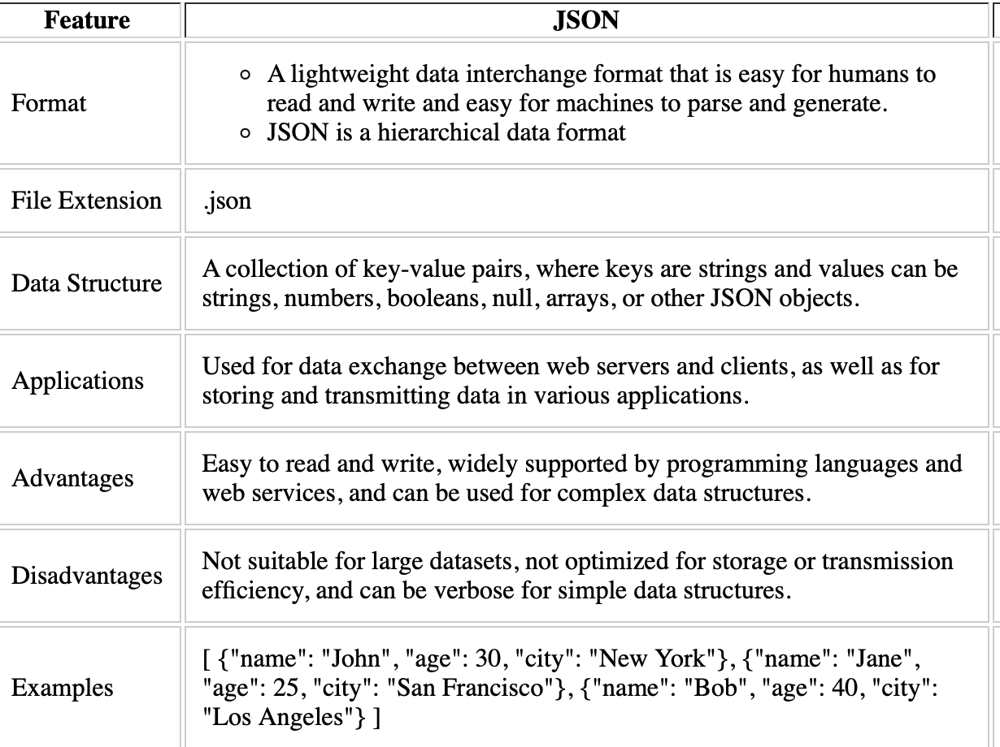 Feature JSON
Format
A lightweight data interchange format that is easy for humans to
read and write and easy for machines to parse and generate.
JSON is a hierarchical data format
File Extension .json
Data Structure
A collection of key-value pairs, where keys are strings and values can be
strings, numbers, booleans, null, arrays, or other JSON objects.
Applications
Used for data exchange between web servers and clients, as well as for
storing and transmitting data in various applications.
Advantages
Easy to read and write, widely supported by programming languages and
web services, and can be used for complex data structures.
Disadvantages
Not suitable for large datasets, not optimized for storage or transmission
efficiency, and can be verbose for simple data structures.
Examples
[ {"name": "John", "age": 30, "city": "New York"}, {"name": "Jane",
"age": 25, "city": "San Francisco"}, {"name": "Bob", "age": 40, "city":
"Los Angeles"} ]